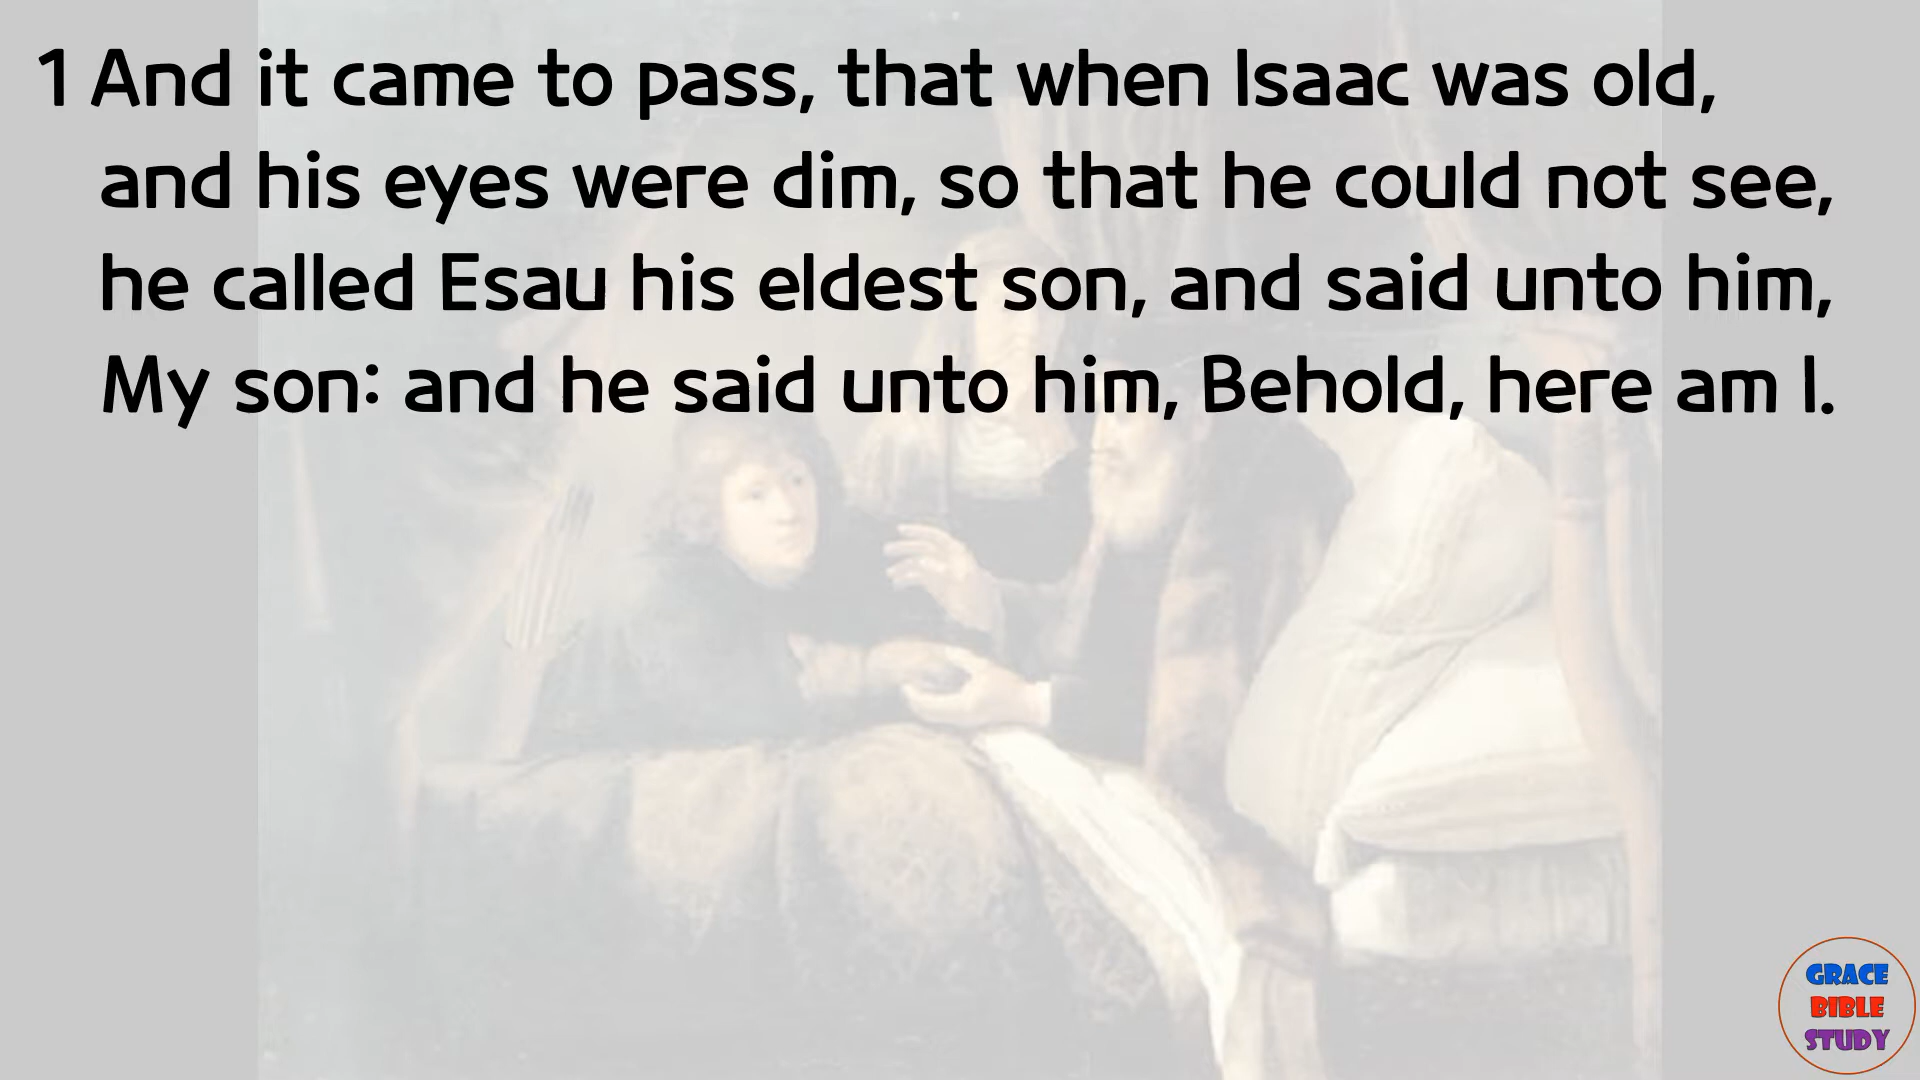 1 And it came to pass, that when Isaac was old,
and his eyes were dim, so that he could not see,
he called Esau his eldest son, and said unto him,
My son: and he said unto him, Behold, here am I.
GRACE
BIBLE
STUDY